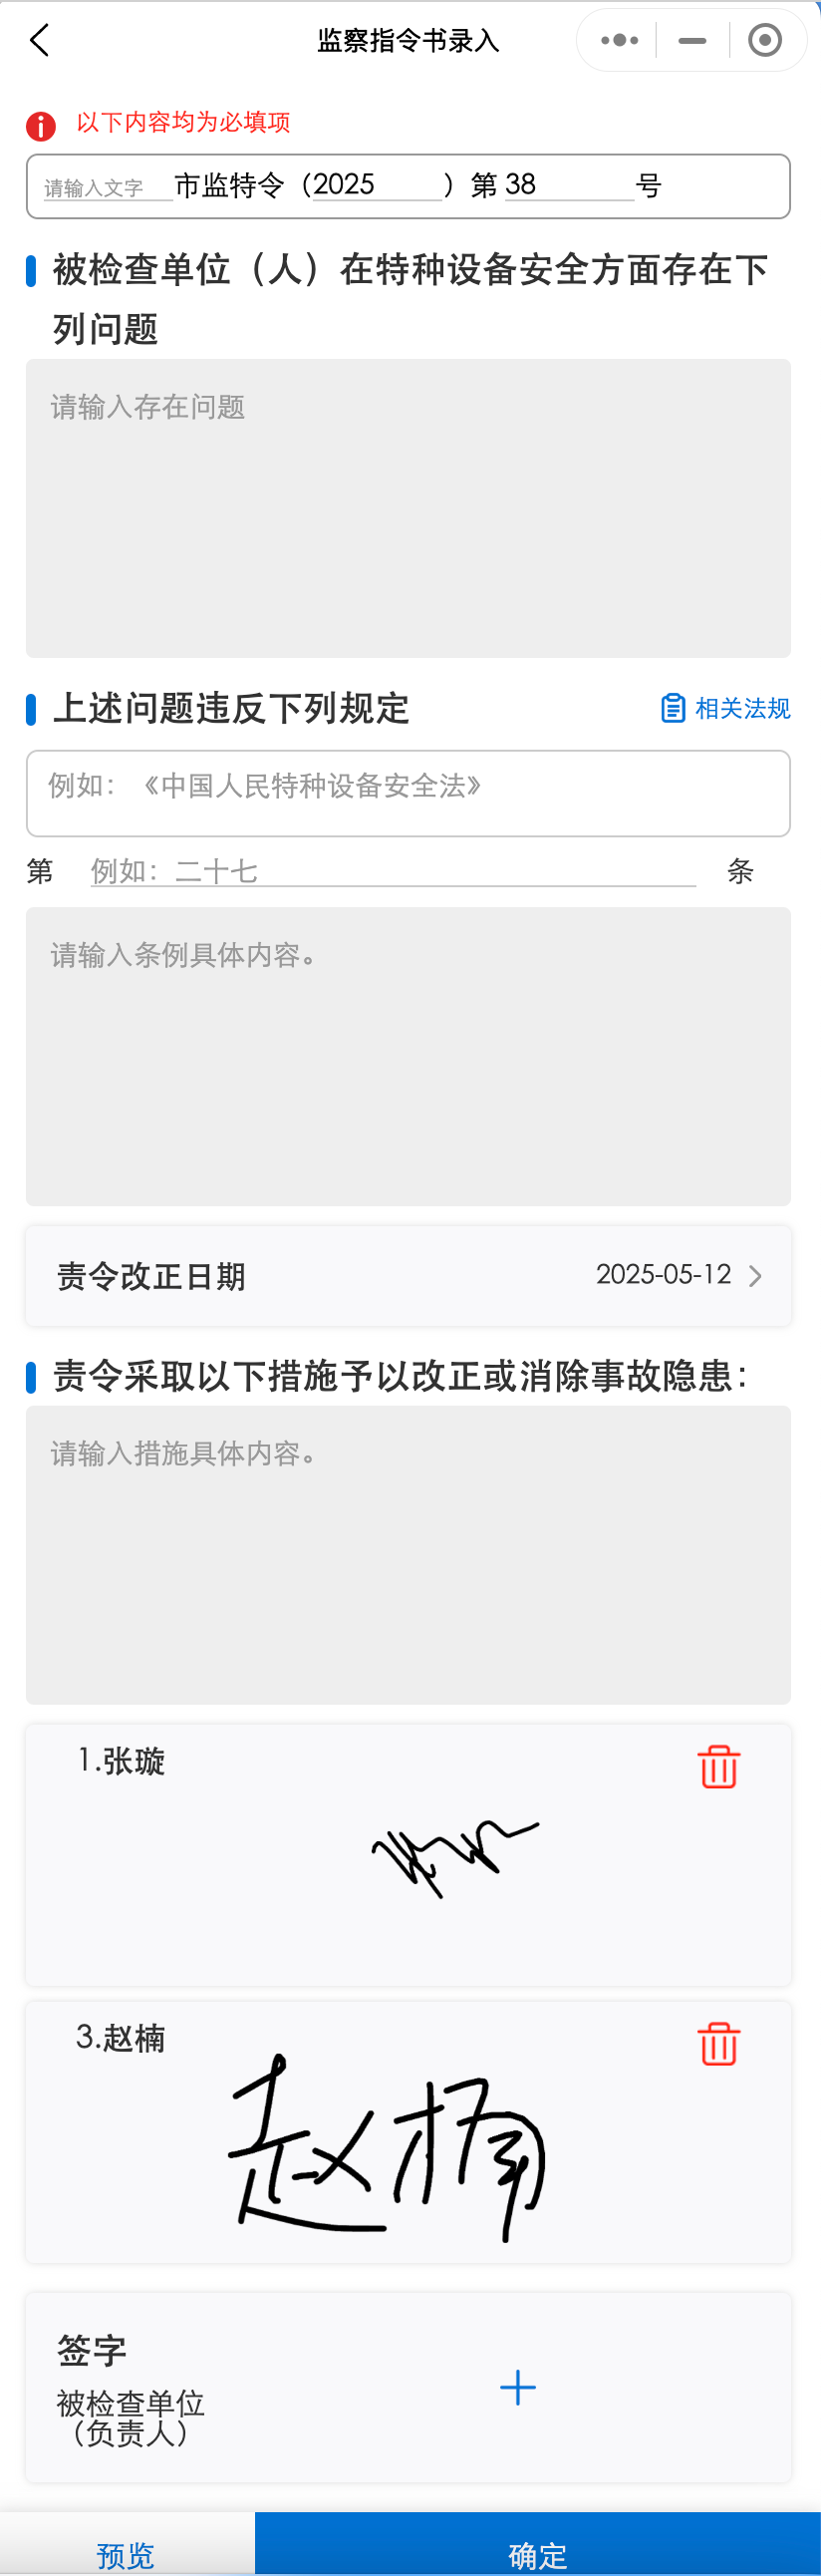 监察指令书录入
以下内容均为必填项
请输入文字 市监特令（2025 ）第 38 号
被检查单位（人）在特种设备安全方面存在下
列问题
请输入存在问题
上述问题违反下列规定 相关法规
例如：《中国人民特种设备安全法》
第 例如：二十七 条
请输入条例具体内容。
责令改正日期 2025-05-12
责令采取以下措施予以改正或消除事故隐患：
请输入措施具体内容。
1.张璇
3.赵楠
赵楠
签字
被检查单位
（负责人）
预览 确定